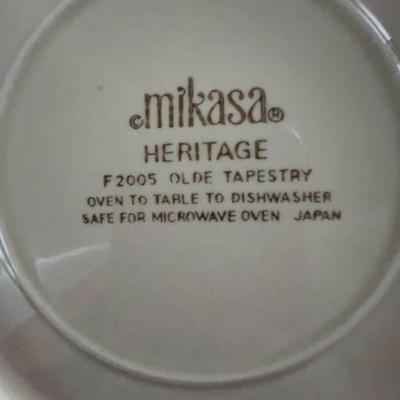 ©mikasa®
HERITAGE
F2005 OLDE TAPESTRY
OVEN TO TABLE TO DISHWASHER
SAFE FOR MICROWAVE OVEN JAPAN